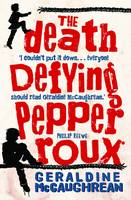 THE
death
'I couldn't put it down... Everyone
Defying
should read Geraldine McCaughrean.'
PHILIP REEVE
pepper
roux
GERALDINE
McCAUGHREAN